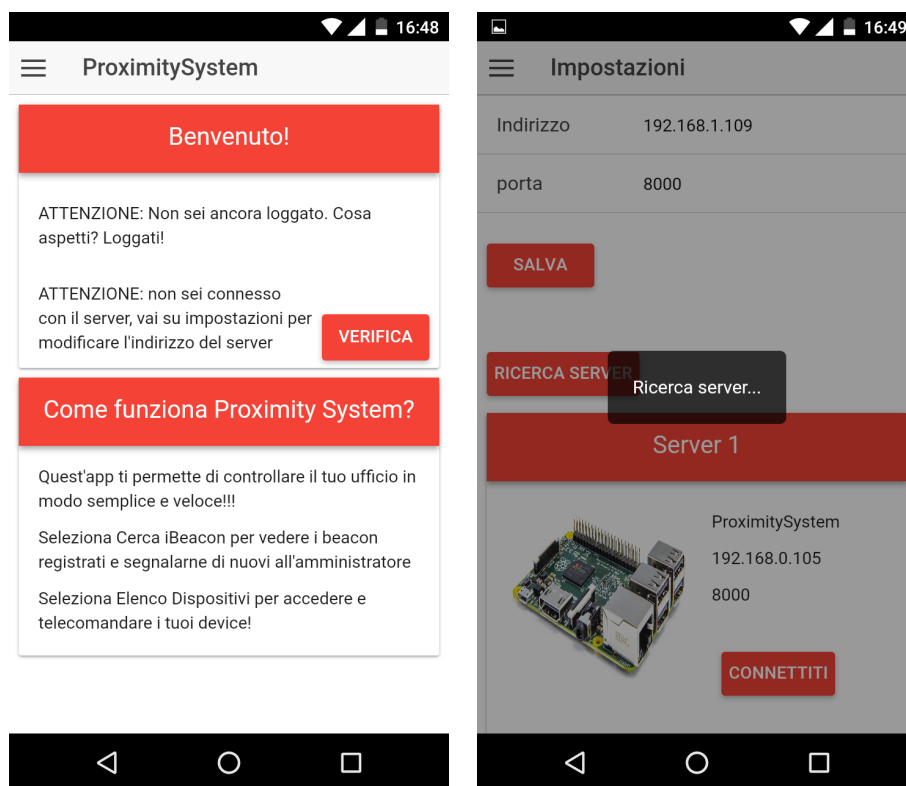 16:48
ProximitySystem
Benvenuto!
ATTENZIONE: Non sei ancora loggato. Cosa
aspetti? Loggati!
ATTENZIONE: non sei connesso
con il server, vai su impostazioni per
modificare l'indirizzo del server
VERIFICA
Come funziona Proximity System?
Quest'app ti permette di controllare il tuo ufficio in
modo semplice e veloce!!!
Seleziona Cerca iBeacon per vedere i beacon
registrati e segnalarne di nuovi all'amministratore
Seleziona Elenco Dispositivi per accedere e
telecomandare i tuoi device!
16:49
Impostazioni
Indirizzo 192.168.1.109
porta 8000
SALVA
RICERCA SERVER
Ricerca server...
Server 1
ProximitySystem
192.168.0.105
8000
CONNETTITI